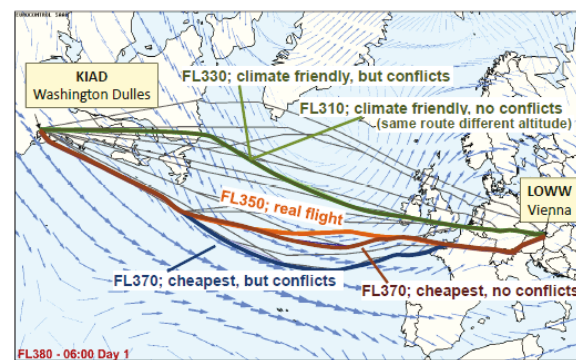 EUROCONTROL SAAM
KIAD
Washington Dulles
FL330; climate friendly, but conflicts
FL310; climate friendly, no conflicts
(same route different altitude)
LOWW
Vienna
FL350; real flight
FL370; cheapest, but conflicts
FL370; cheapest, no conflicts
FL380 - 06:00 Day 1